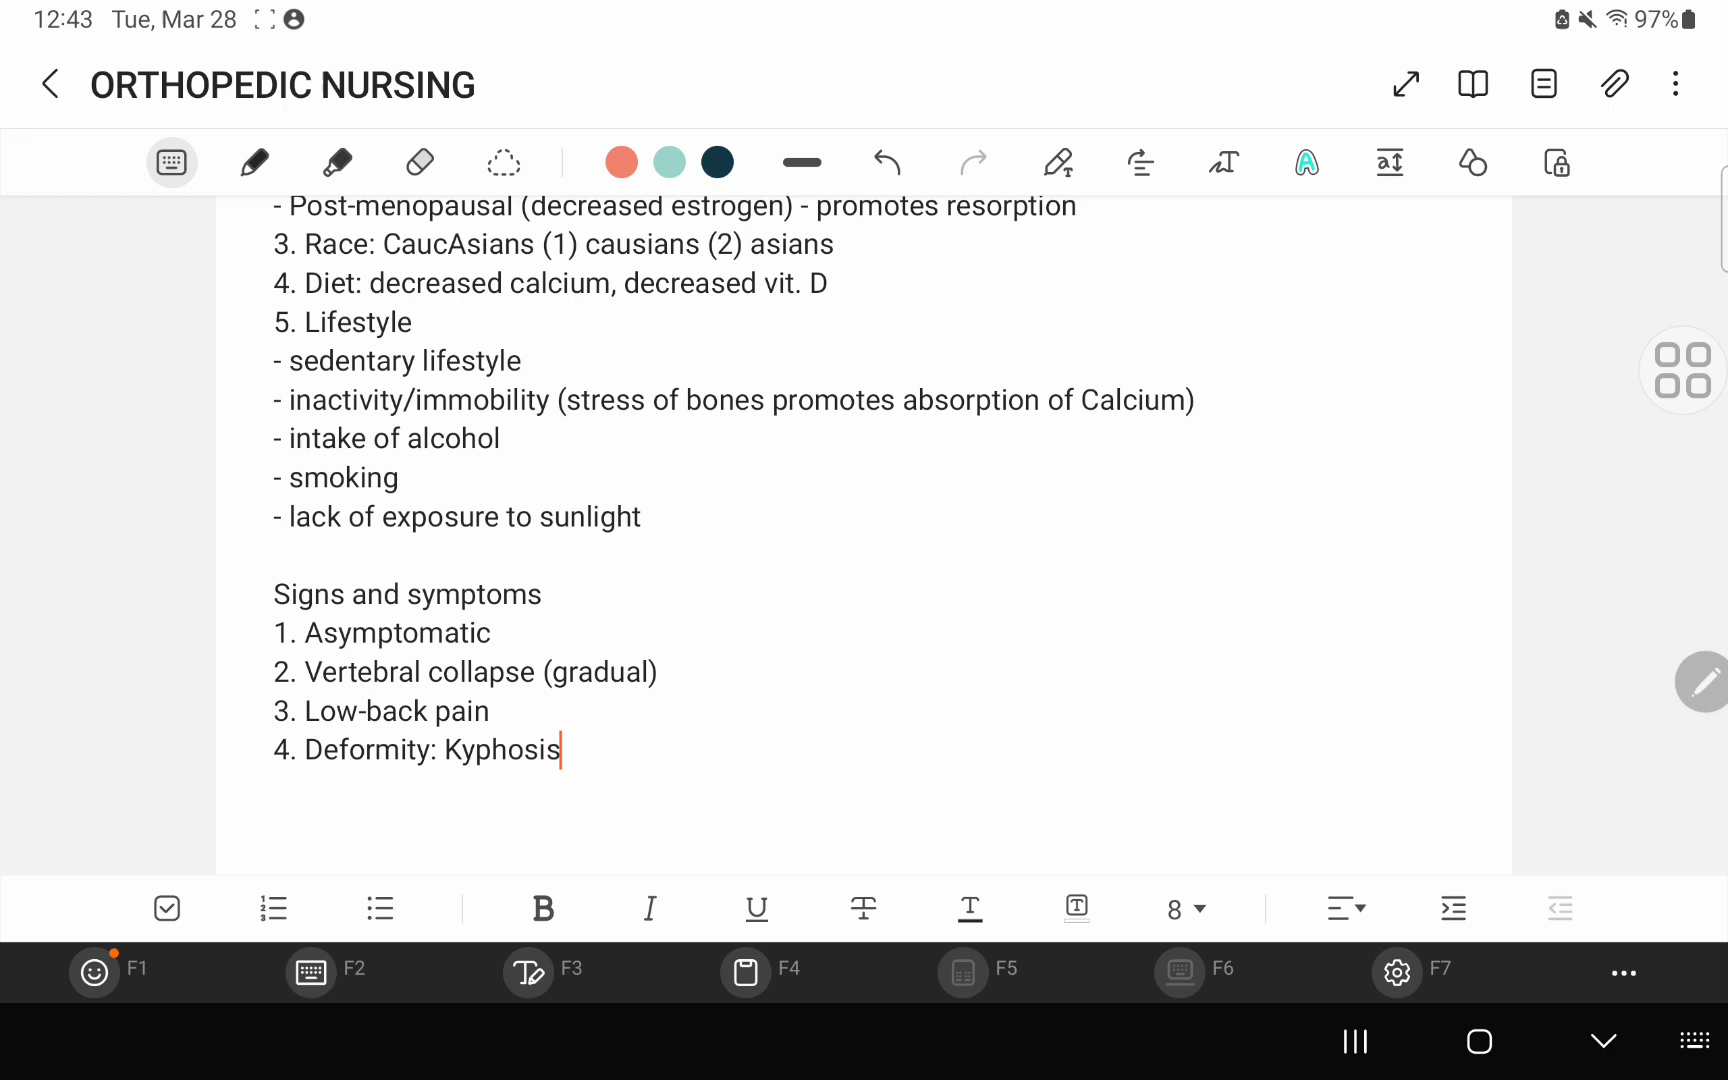 12:43 Tue, Mar 28 97%
ORTHOPEDIC NURSING
- Post-menopausal (decreased estrogen) - promotes resorption
3. Race: CaucAsians (1) causians (2) asians
4. Diet: decreased calcium, decreased vit. D
5. Lifestyle
- sedentary lifestyle
- inactivity/immobility (stress of bones promotes absorption of Calcium)
- intake of alcohol
- smoking
- lack of exposure to sunlight
Signs and symptoms
1. Asymptomatic
2. Vertebral collapse (gradual)
3. Low-back pain
4. Deformity: Kyphosis
B I U T T T 8
F1 F2 F3 F4 F5 F6 F7